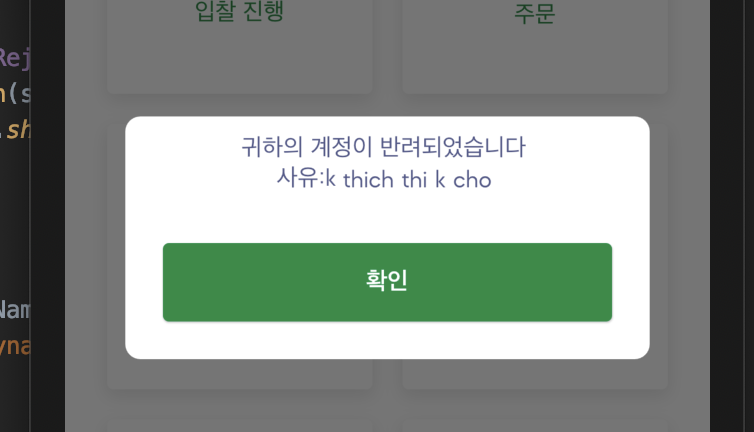 입찰 진행
주문
Rej
n(s
.sh
귀하의 계정이 반려되었습니다
사유:k thich thi k cho
확인
Nam
yna